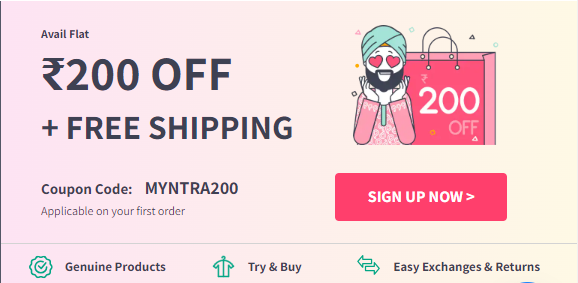 Avail Flat
₹200 OFF
+ FREE SHIPPING
₹
200
OFF
Coupon Code: MYNTRA200
Applicable on your first order
SIGN UP NOW >
Genuine Products
Try & Buy
Easy Exchanges & Returns